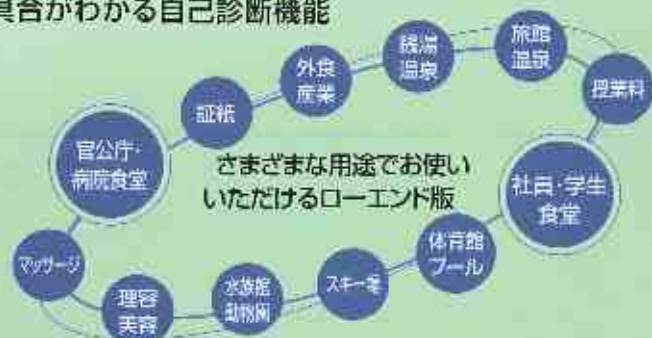 具合がわかる自己診断機能
銭湯
温泉
旅館
温泉
外食
産業
授業料
証紙
官公庁・
病院食堂
さまざまな用途でお使い
いただけるローエンド版
社員・学生
食堂
体育館
プール
マッサージ
スキー場
水族館
動物園
理容
美容